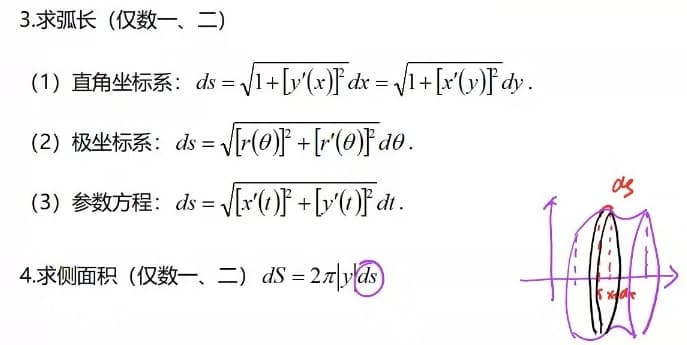 3.求弧长（仅数一、二）
（1）直角坐标系：ds = √(1+[y′(x)]²) dx = √(1+[x′(y)]²) dy .
（2）极坐标系：ds = √([r(θ)]² + [r′(θ)]²) dθ .
（3）参数方程：ds = √([x′(t)]² + [y′(t)]²) dt .
ds
4.求侧面积（仅数一、二）dS = 2π|y|ds